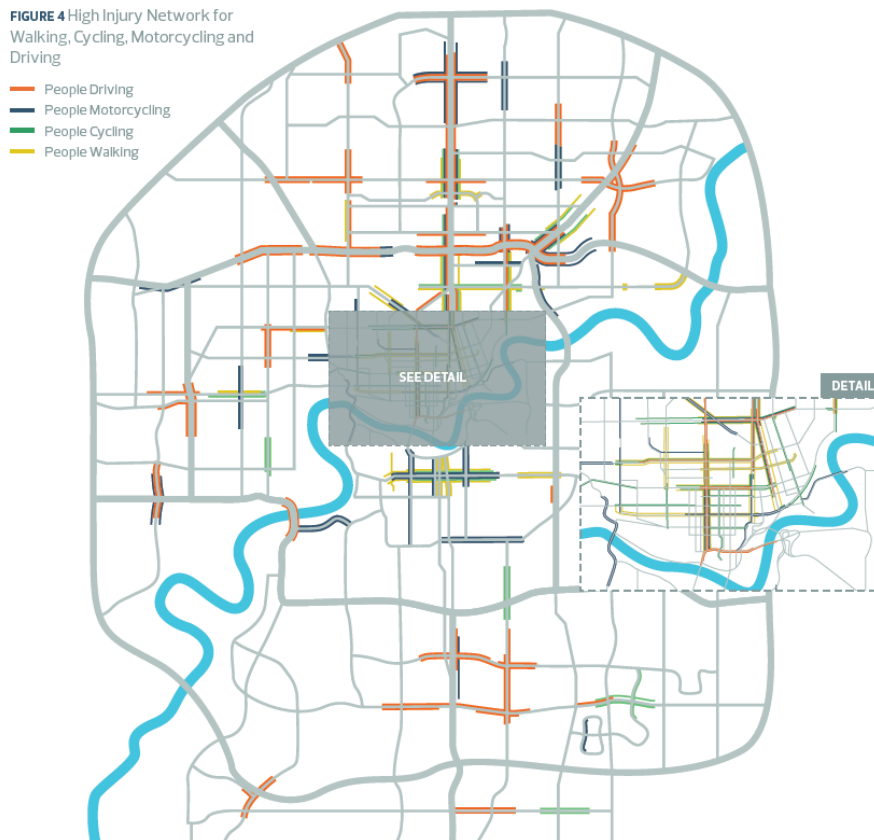 FIGURE 4 High Injury Network for
Walking, Cycling, Motorcycling and
Driving
People Driving
People Motorcycling
People Cycling
People Walking
SEE DETAIL
DETAIL